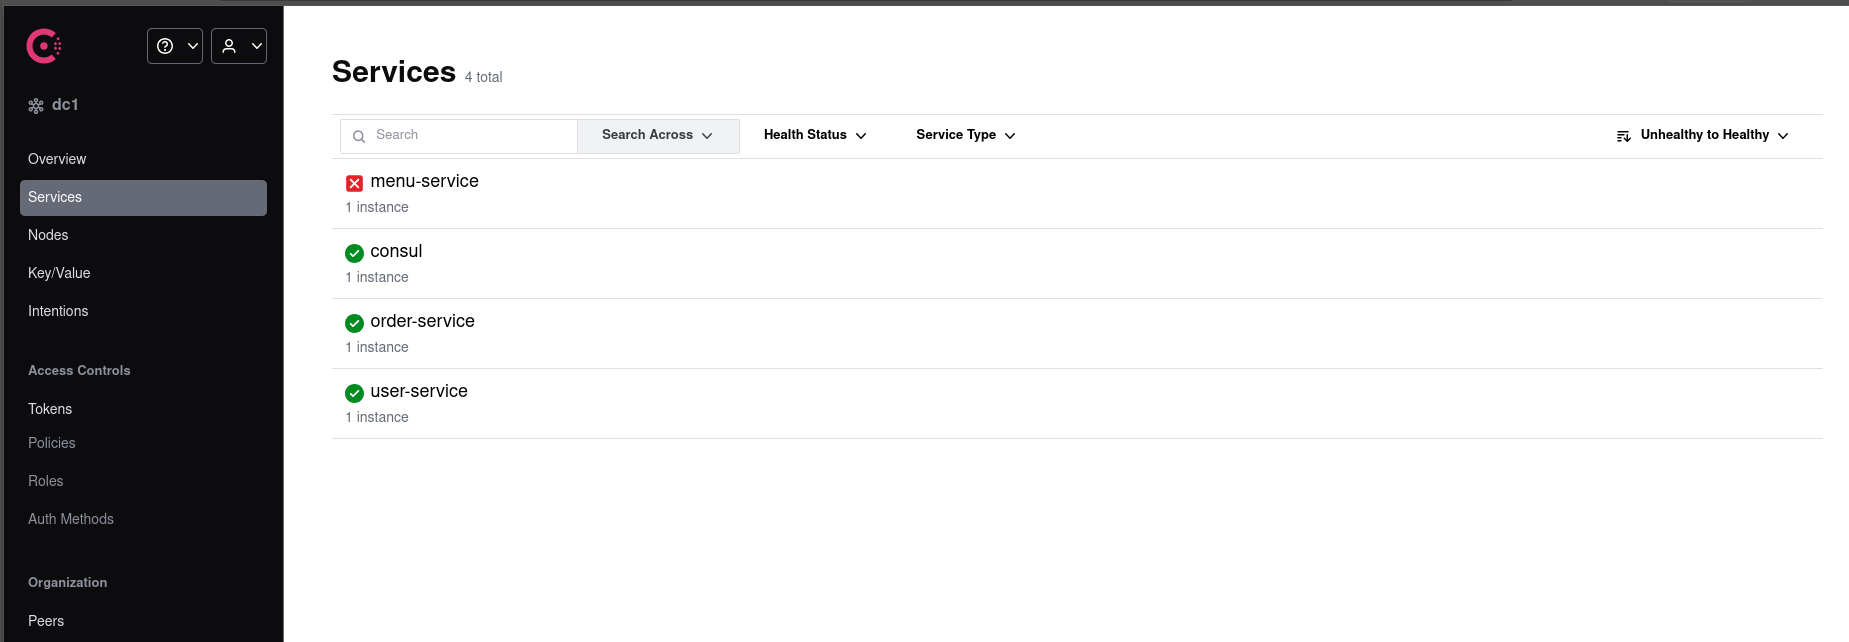 dc1
Overview
Services
Nodes
Key/Value
Intentions
Access Controls
Tokens
Policies
Roles
Auth Methods
Organization
Peers
Services 4 total
Search Search Across Health Status Service Type Unhealthy to Healthy
menu-service
1 instance
consul
1 instance
order-service
1 instance
user-service
1 instance